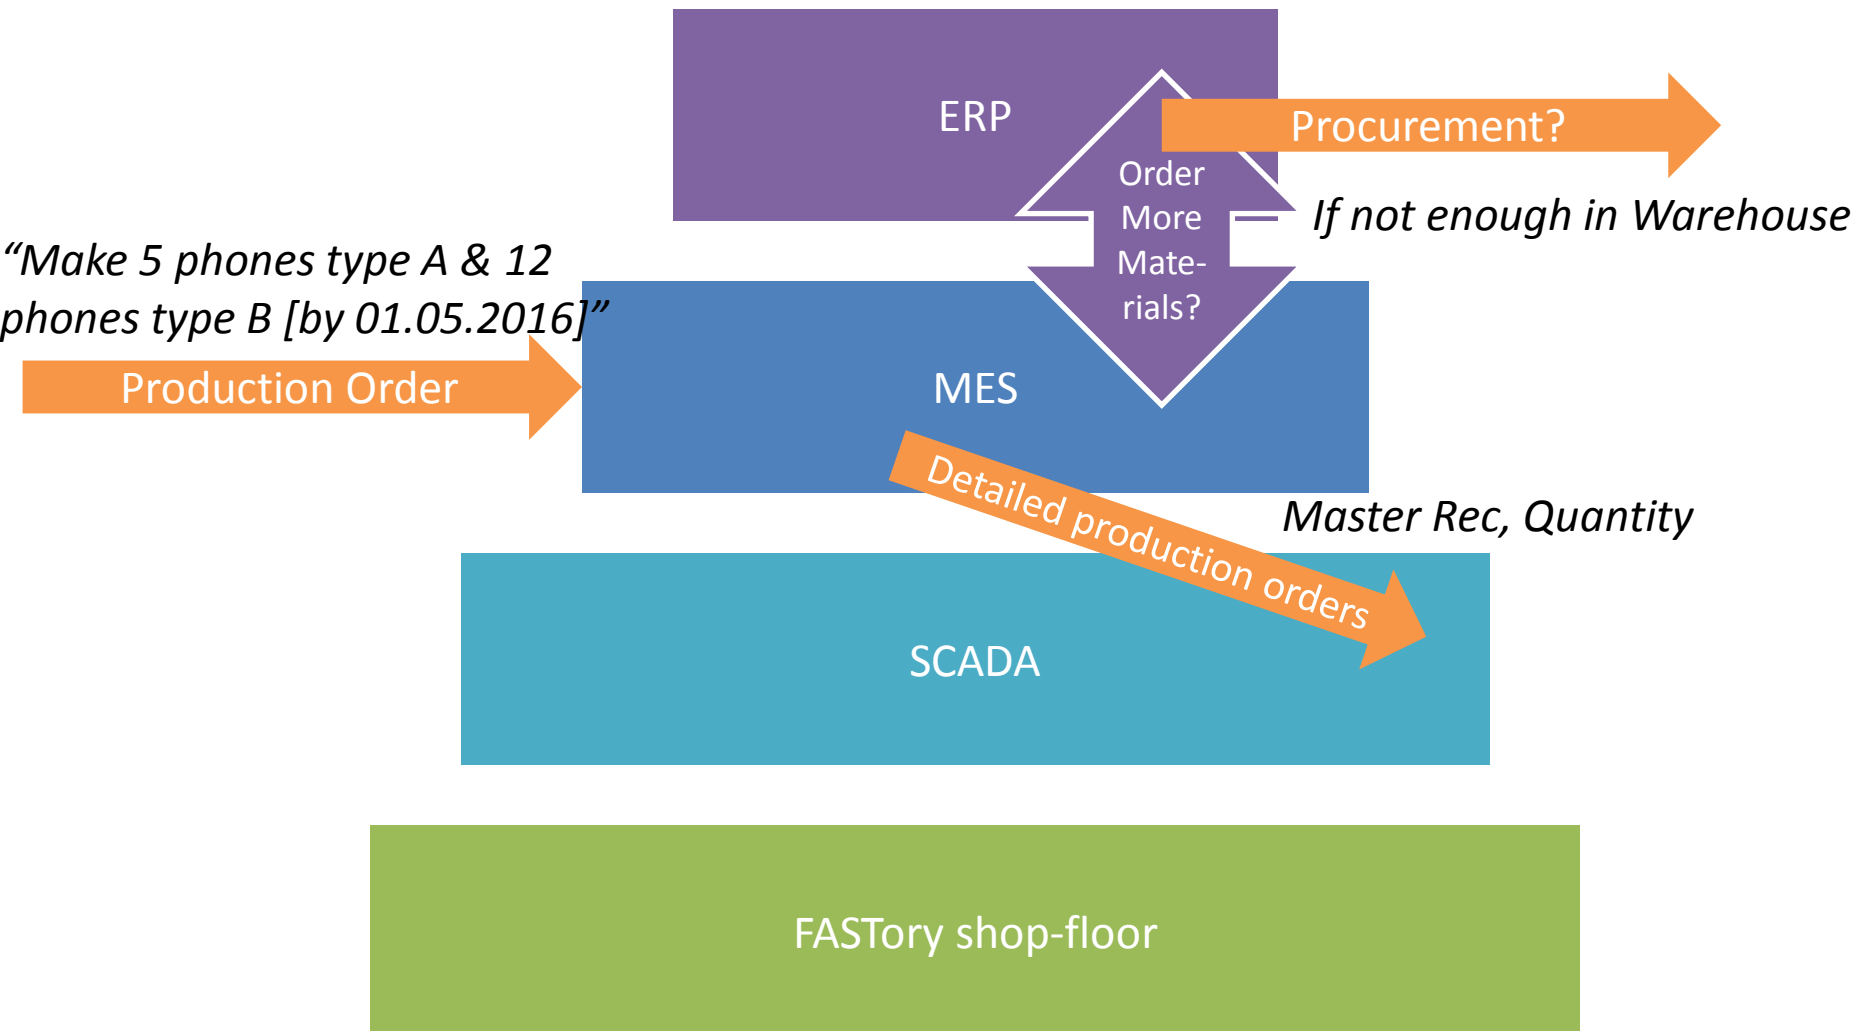 ERP
Procurement?
Order
More
Mate-
rials?
If not enough in Warehouse
“Make 5 phones type A & 12
phones type B [by 01.05.2016]”
Production Order
MES
Detailed production orders
Master Rec, Quantity
SCADA
FASTory shop-floor